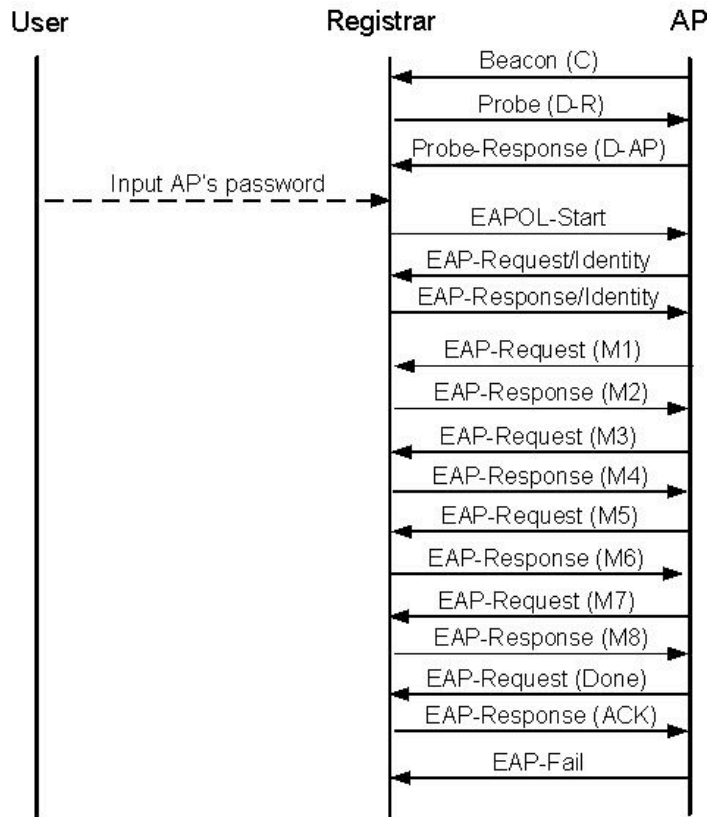 User Registrar AP
Beacon (C)
Probe (D-R)
Probe-Response (D-AP)
Input AP's password
EAPOL-Start
EAP-Request/Identity
EAP-Response/Identity
EAP-Request (M1)
EAP-Response (M2)
EAP-Request (M3)
EAP-Response (M4)
EAP-Request (M5)
EAP-Response (M6)
EAP-Request (M7)
EAP-Response (M8)
EAP-Request (Done)
EAP-Response (ACK)
EAP-Fail